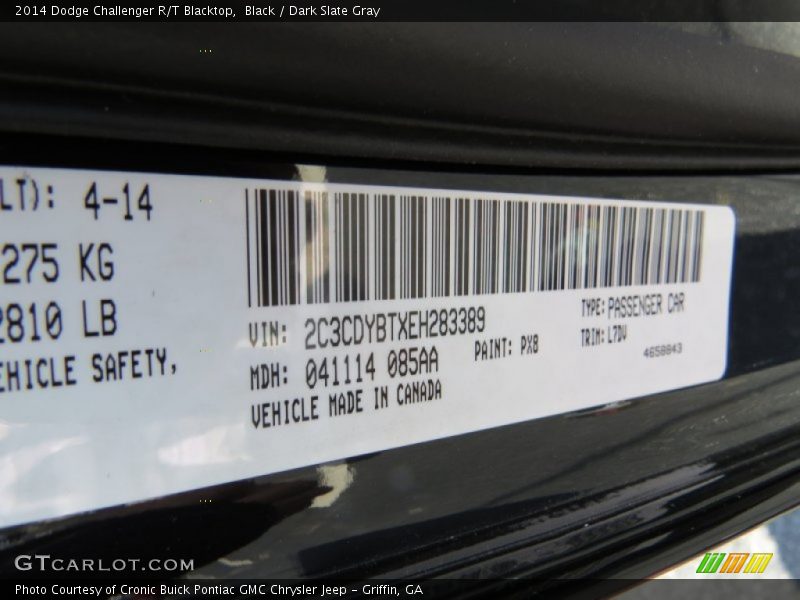 2014 Dodge Challenger R/T Blacktop, Black / Dark Slate Gray
LT): 4-14
275 KG
2810 LB
EHICLE SAFETY,
VIN: 2C3CDYBTXEH283389
MDH: 041114 085AA
VEHICLE MADE IN CANADA
PAINT: PX8
TYPE: PASSENGER CAR
TRIM: L7DV
4658843
GTCARLOT.COM
Photo Courtesy of Cronic Buick Pontiac GMC Chrysler Jeep - Griffin, GA